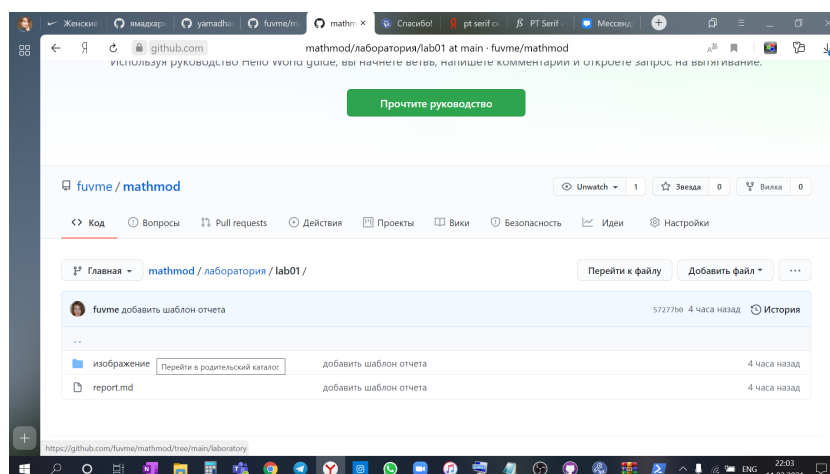 Женские
ямадхар
yamadha
fuvme/m
mathm ×
Спасибо!
pt serif c
PT Serif -
Мессенд
github.com
mathmod/лаборатория/lab01 at main · fuvme/mathmod
Используя руководство Hello World guide, вы начнете ветвь, напишете комментарии и откроете запрос на вытягивание.
Прочтите руководство
fuvme / mathmod
Unwatch 1
Звезда 0
Вилка 0
<> Код
Вопросы
Pull requests
Действия
Проекты
Вики
Безопасность
Идеи
Настройки
Главная
mathmod / лаборатория / lab01 /
Перейти к файлу
Добавить файл
...
fuvme добавить шаблон отчета
57277b0 4 часа назад
История
..
изображение
Перейти в родительский каталог
добавить шаблон отчета
4 часа назад
report.md
добавить шаблон отчета
4 часа назад
https://github.com/fuvme/mathmod/tree/main/laboratory
ENG
22:03